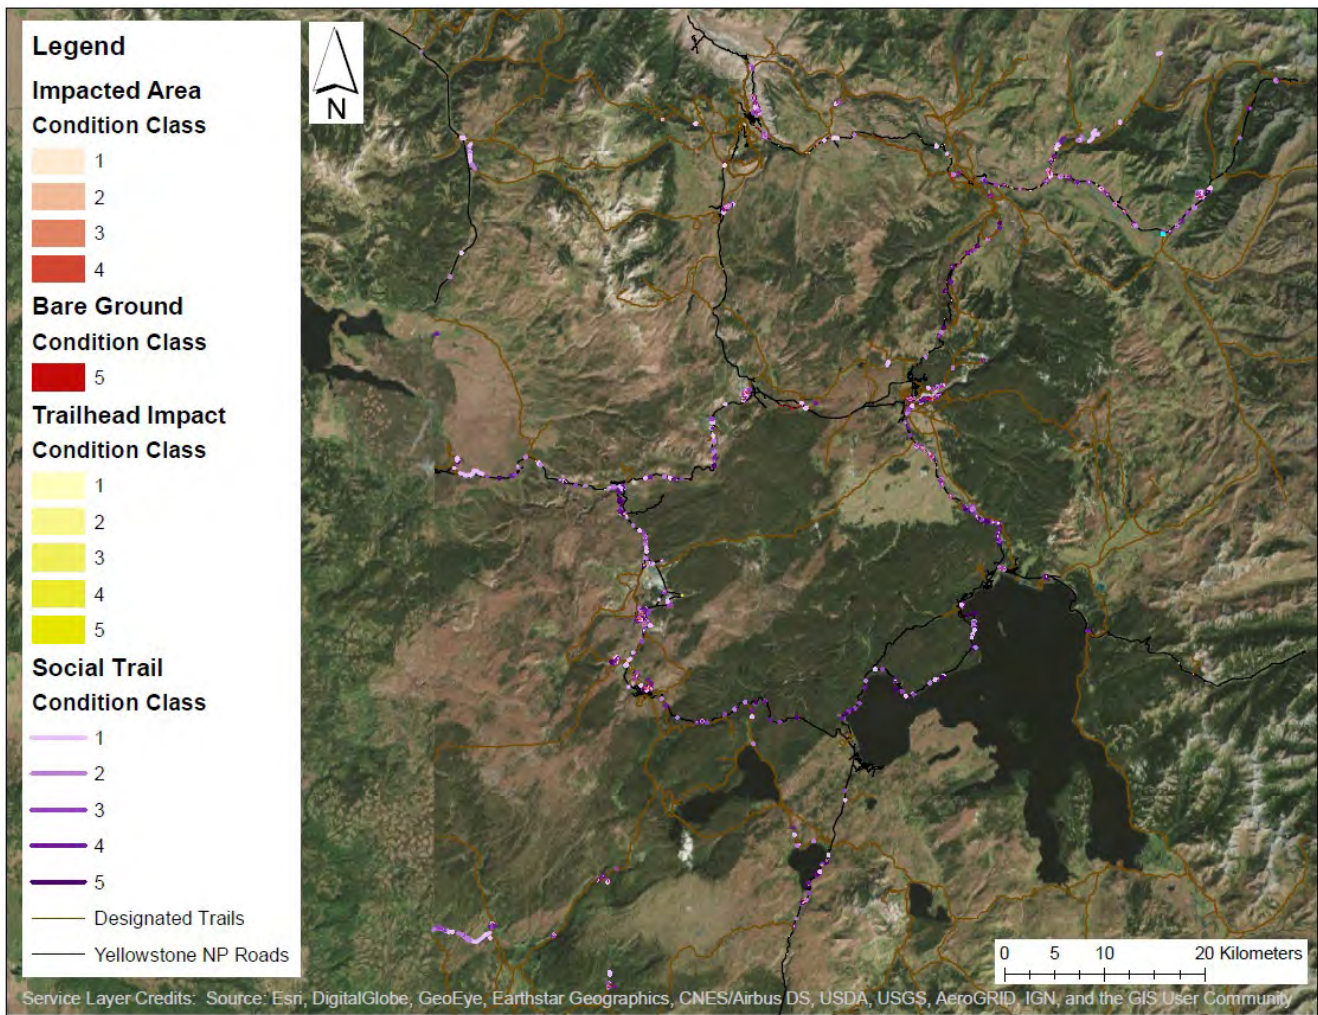 Legend
Impacted Area
Condition Class
1
2
3
4
Bare Ground
Condition Class
5
Trailhead Impact
Condition Class
1
2
3
4
5
Social Trail
Condition Class
1
2
3
4
5
Designated Trails
Yellowstone NP Roads
N
0 5 10 20 Kilometers
Service Layer Credits: Source: Esri, DigitalGlobe, GeoEye, Earthstar Geographics, CNES/Airbus DS, USDA, USGS, AeroGRID, IGN, and the GIS User Community